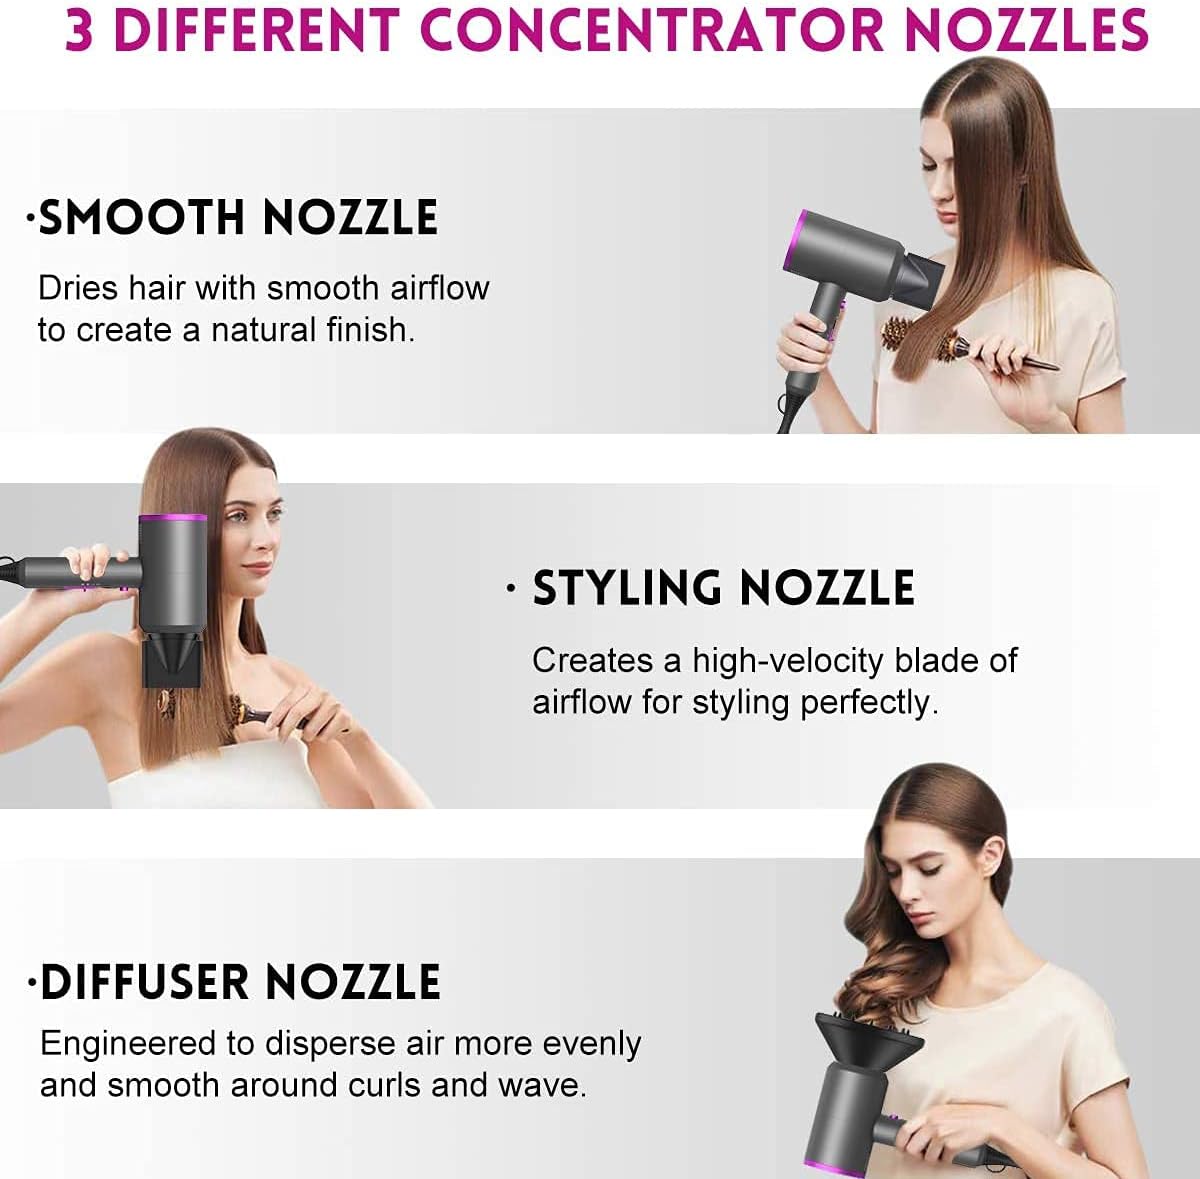 3 DIFFERENT CONCENTRATOR NOZZLES
·SMOOTH NOZZLE
Dries hair with smooth airflow
to create a natural finish.
· STYLING NOZZLE
Creates a high-velocity blade of
airflow for styling perfectly.
·DIFFUSER NOZZLE
Engineered to disperse air more evenly
and smooth around curls and wave.